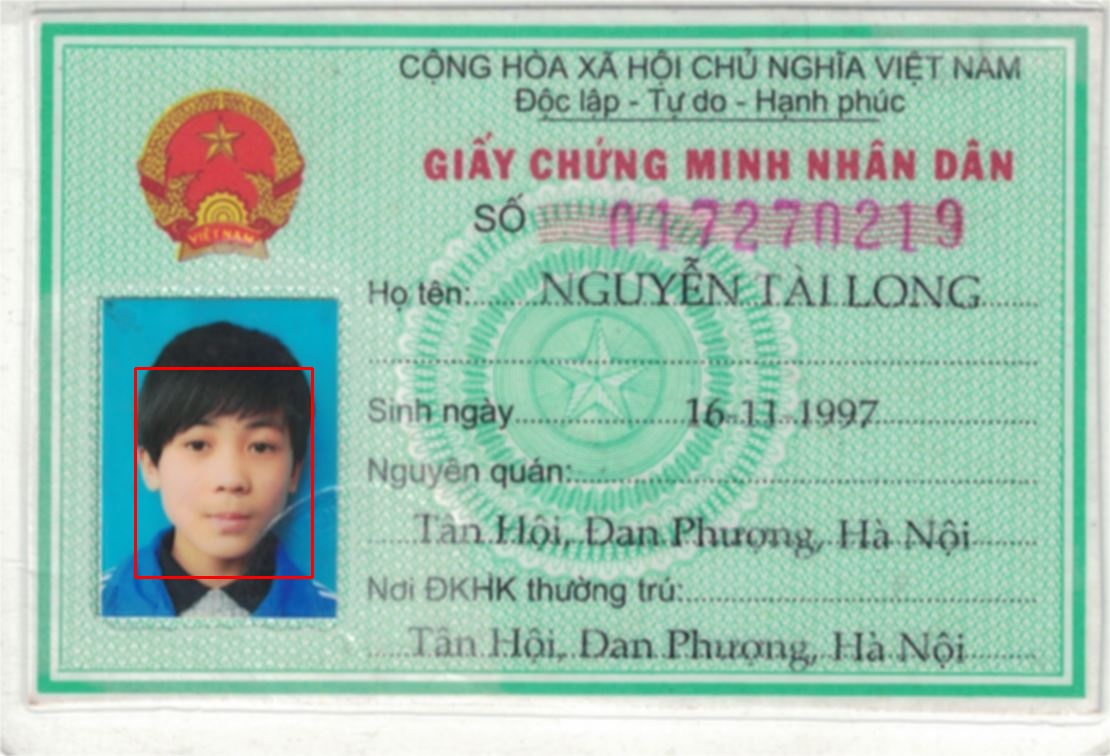 CỘNG HÒA XÃ HỘI CHỦ NGHĨA VIỆT NAM
Độc lập - Tự do - Hạnh phúc
GIẤY CHỨNG MINH NHÂN DÂN
SỐ 017270219
VIỆT NAM
Họ tên: NGUYỄN TÀI LONG
Sinh ngày 16-11-1997
Nguyên quán:
Tân Hội, Đan Phượng, Hà Nội
Nơi ĐKHK thường trú:
Tân Hội, Đan Phượng, Hà Nội